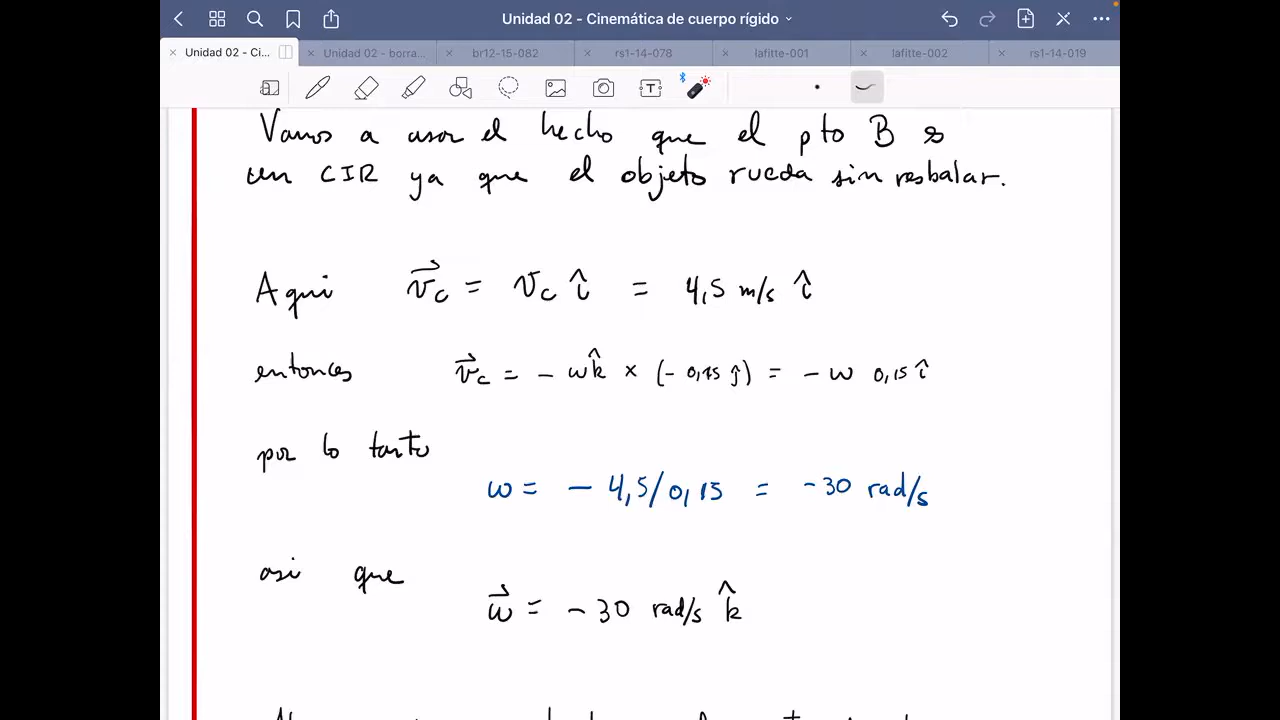 Unidad 02 - Cinemática de cuerpo rígido
Unidad 02 - Ci...
Unidad 02 - borra...
br12-15-082
rs1-14-078
lafitte-001
lafitte-002
rs1-14-019
Vamos a usar el hecho que el pto B es
un CIR ya que el objeto rueda sin resbalar.
Aqui v⃗c = vc î = 4,5 m/s î
entonces v⃗c = - ω k̂ × (- 0,15 ĵ) = - ω 0,15 î
por lo tanto
ω = - 4,5/0,15 = -30 rad/s
asi que
ω⃗ = - 30 rad/s k̂